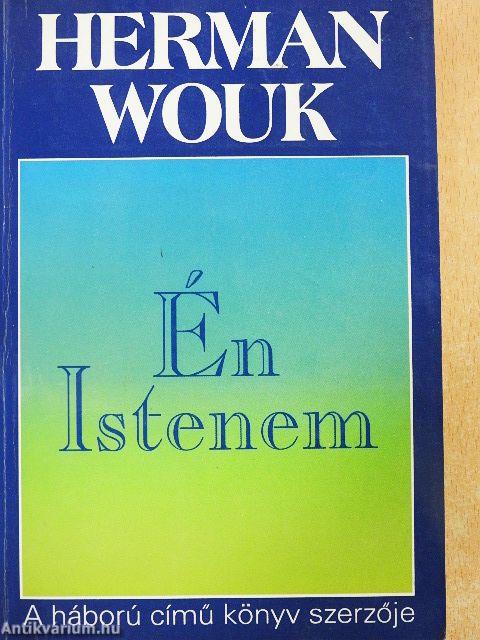 HERMAN
WOUK
Én
Istenem
A háború című könyv szerzője
Antikvarium.hu